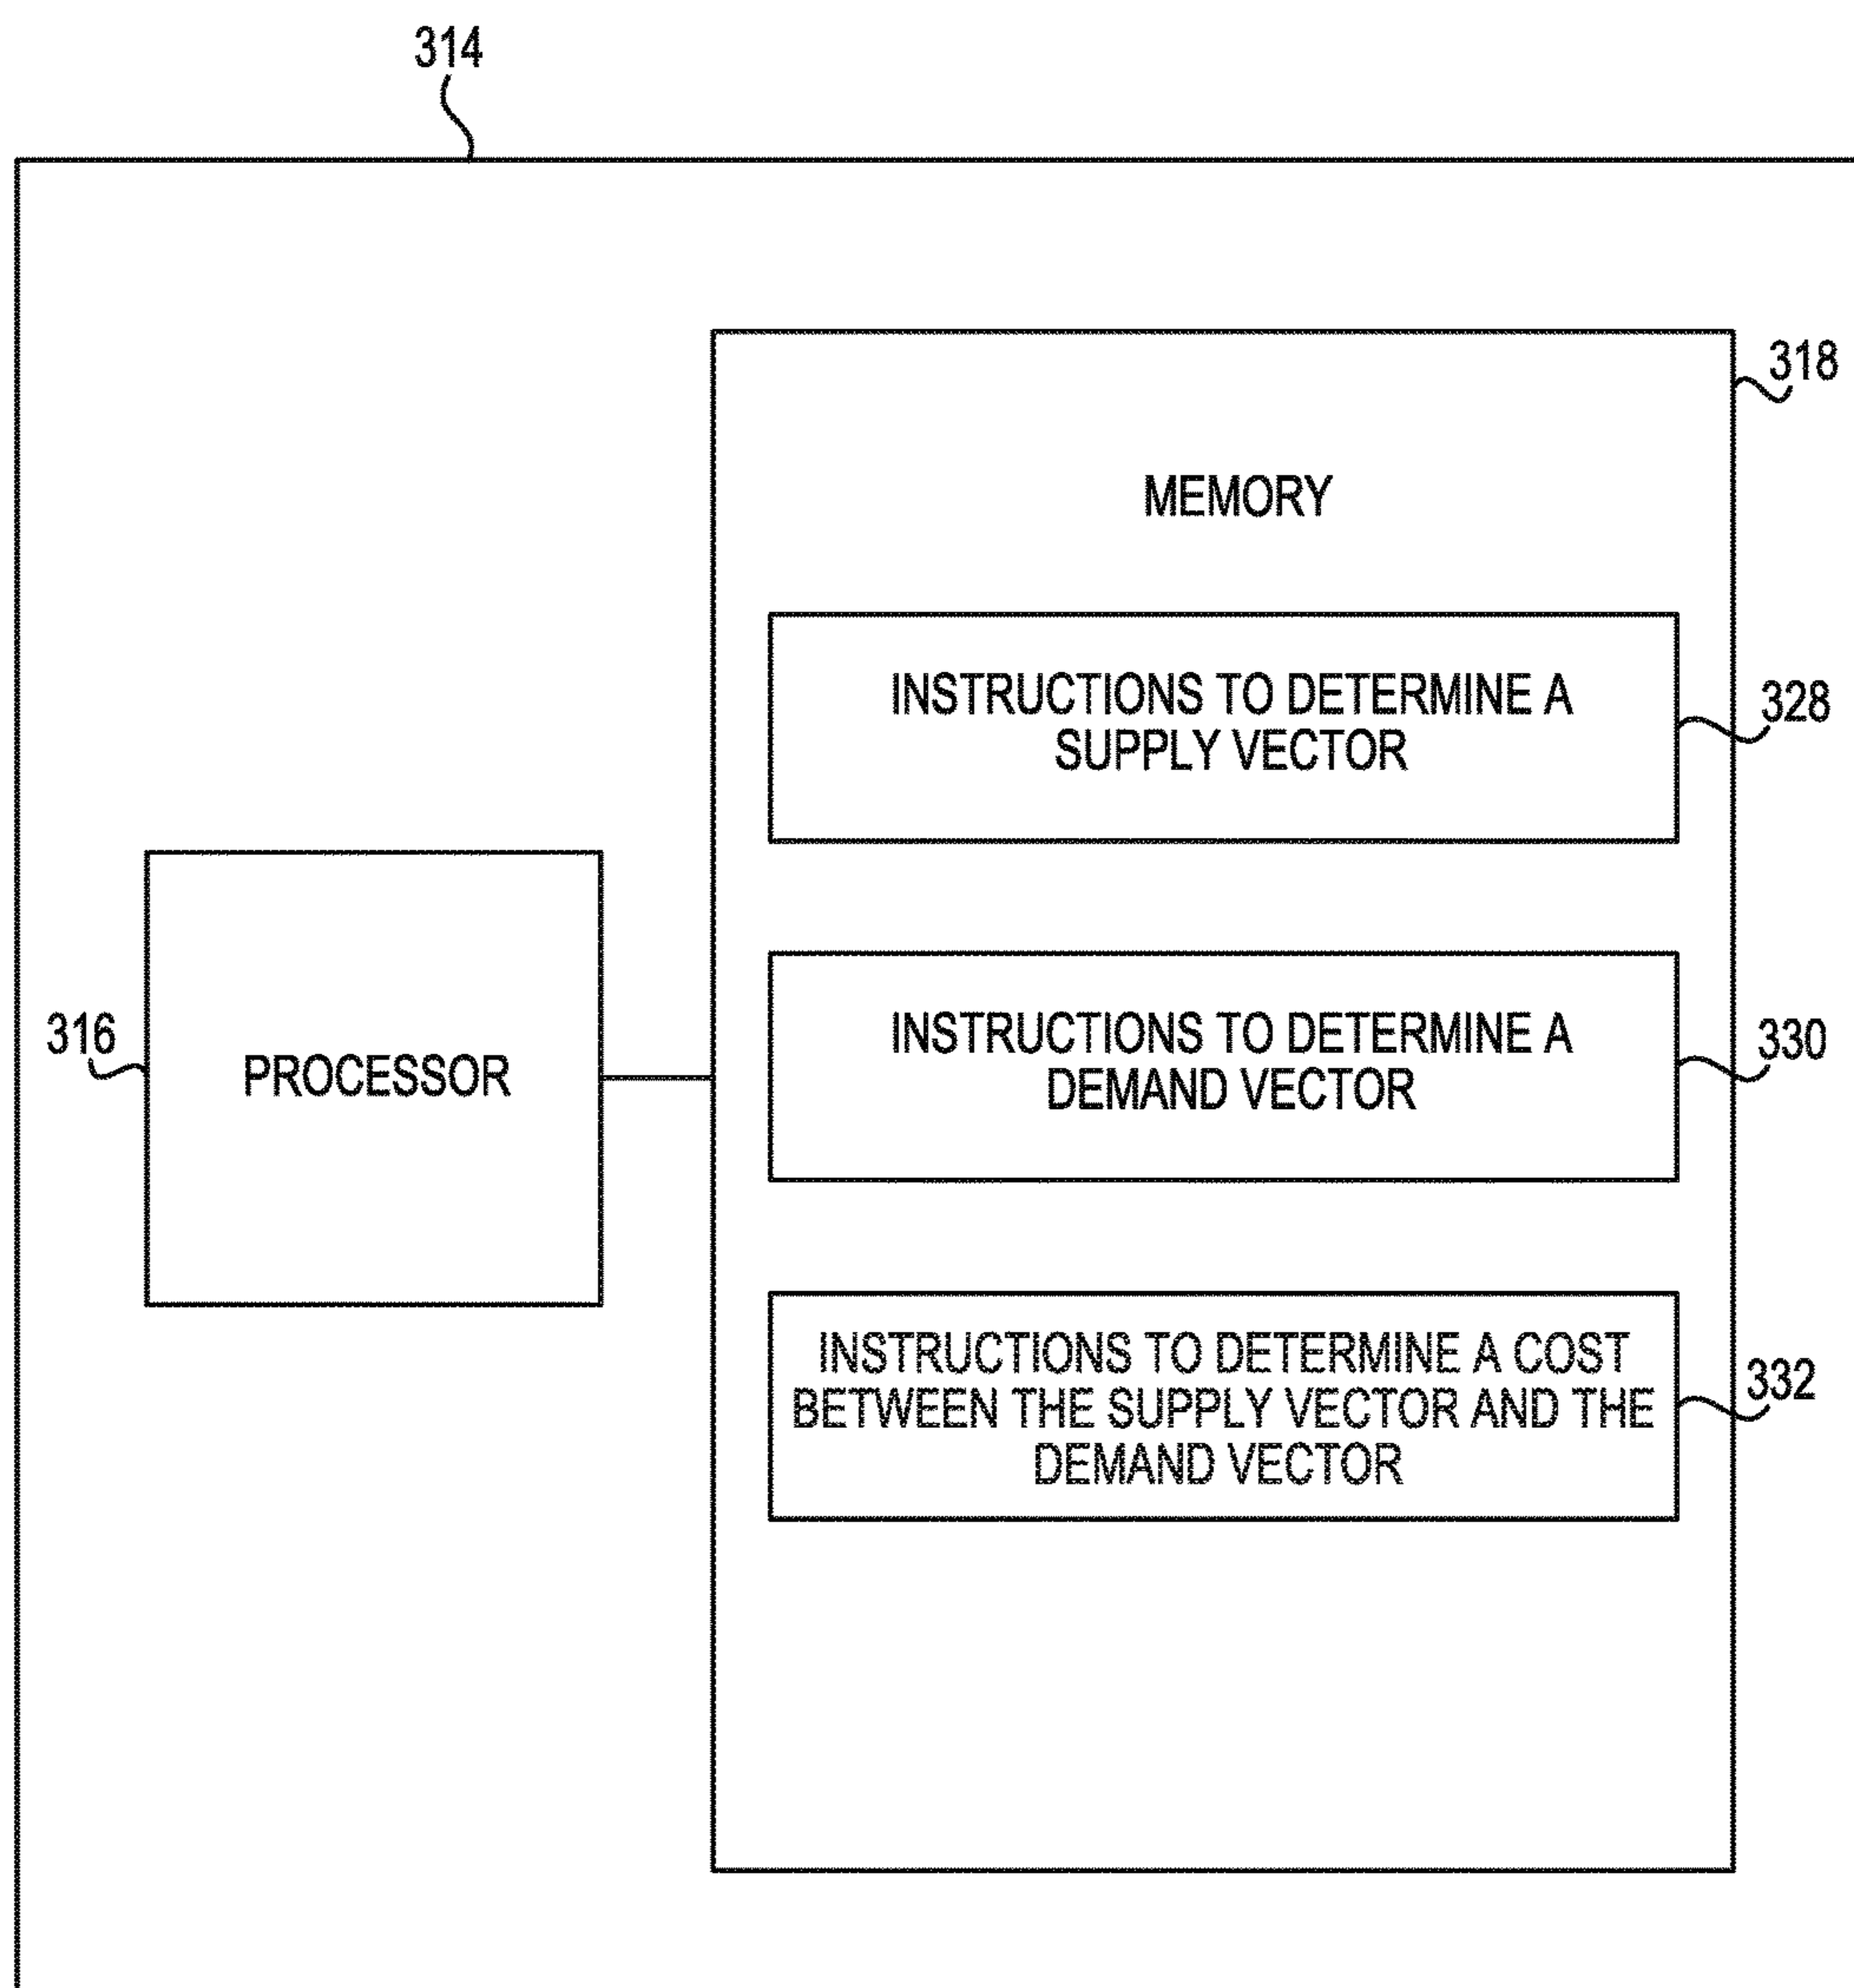 314
318
MEMORY
INSTRUCTIONS TO DETERMINE A
SUPPLY VECTOR
328
316
PROCESSOR
INSTRUCTIONS TO DETERMINE A
DEMAND VECTOR
330
INSTRUCTIONS TO DETERMINE A COST
BETWEEN THE SUPPLY VECTOR AND THE
DEMAND VECTOR
332